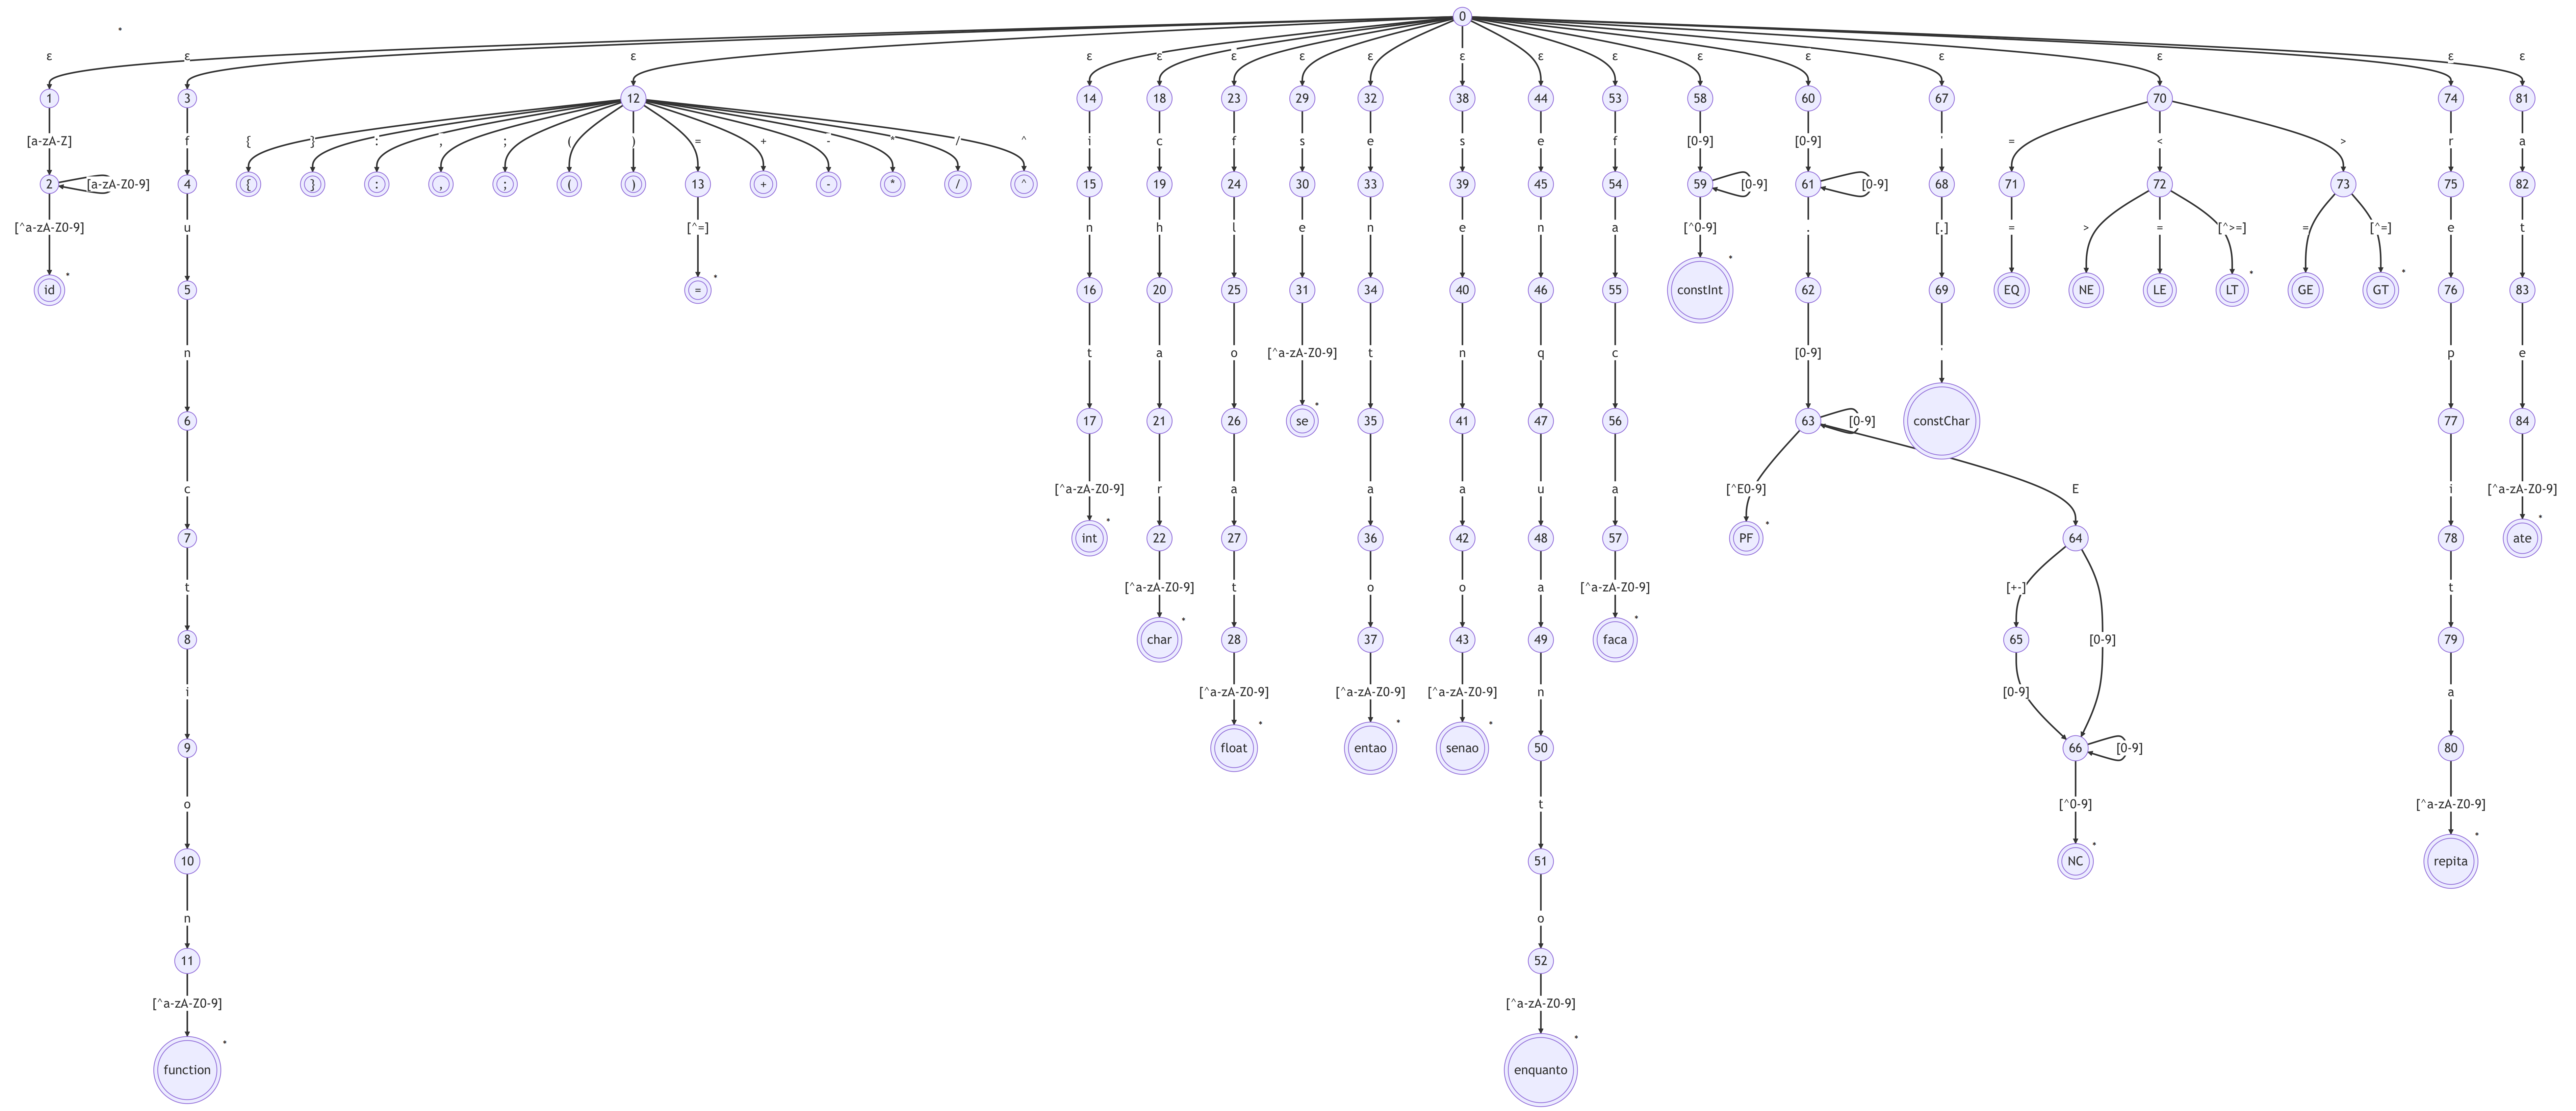 0
*
ε ε ε ε ε ε ε ε ε ε ε ε ε ε ε ε ε
1 3 12 14 18 23 29 32 38 44 53 58 60 67 70 74 81
[a-zA-Z] f { } : , ; ( ) = + - * / ^ i c f s e s e f [0-9] [0-9] ' = < > r a
2 [a-zA-Z0-9] 4 { } : , ; ( ) 13 + - * / ^ 15 19 24 30 33 39 45 54 59 [0-9] 61 [0-9] 68 71 72 73 75 82
[^a-zA-Z0-9] u [^=] n h l e n e n a [^0-9] . [.] = > = [^>=] = [^=] e t
* * * * *
id 5 = 16 20 25 31 34 40 46 55 constInt 62 69 EQ NE LE LT GE GT 76 83
n t a o [^a-zA-Z0-9] t n q c [0-9] ' p e
*
6 17 21 26 se 35 41 47 56 63 [0-9] constChar 77 84
c [^a-zA-Z0-9] r a a a u a [^E0-9] E i [^a-zA-Z0-9]
* * *
7 int 22 27 36 42 48 57 PF 64 78 ate
t [^a-zA-Z0-9] t o o a [^a-zA-Z0-9] [+-] t
* *
8 char 28 37 43 49 faca 65 [0-9] 79
i [^a-zA-Z0-9] [^a-zA-Z0-9] [^a-zA-Z0-9] n [0-9] a
* * *
9 float entao senao 50 66 [0-9] 80
o t [^0-9] [^a-zA-Z0-9]
* *
10 51 NC repita
n o
11 52
[^a-zA-Z0-9] [^a-zA-Z0-9]
* *
function enquanto